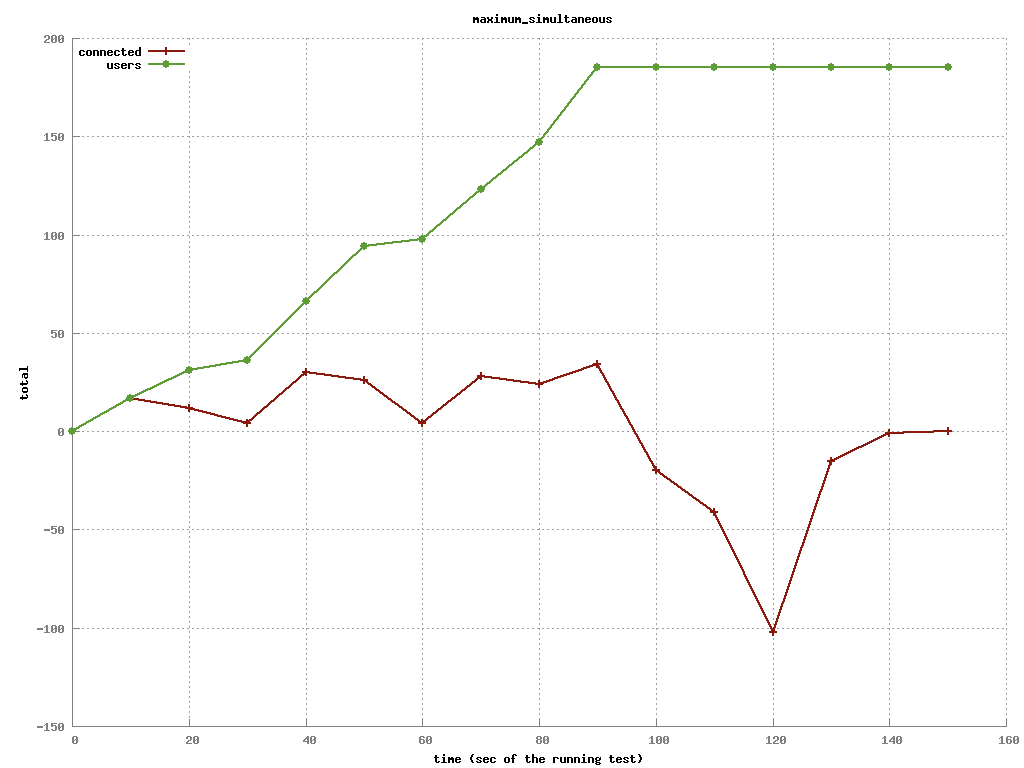 maximum_simultaneous
connected
users
200
150
100
50
0
-50
-100
-150
total
0 20 40 60 80 100 120 140 160
time (sec of the running test)